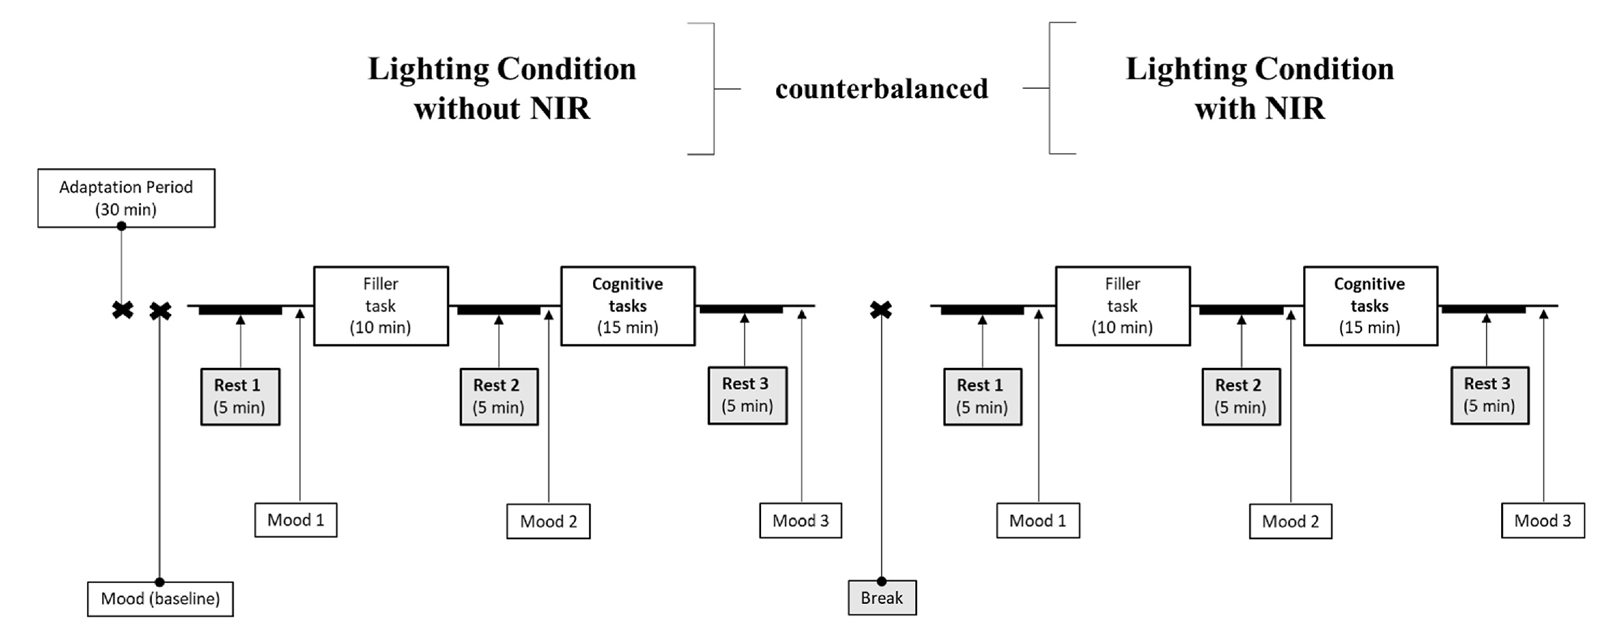 Lighting Condition
without NIR
counterbalanced
Lighting Condition
with NIR
Adaptation Period
(30 min)
Filler
task
(10 min)
Cognitive
tasks
(15 min)
Filler
task
(10 min)
Cognitive
tasks
(15 min)
Rest 1
(5 min)
Rest 2
(5 min)
Rest 3
(5 min)
Rest 1
(5 min)
Rest 2
(5 min)
Rest 3
(5 min)
Mood 1
Mood 2
Mood 3
Mood 1
Mood 2
Mood 3
Mood (baseline)
Break